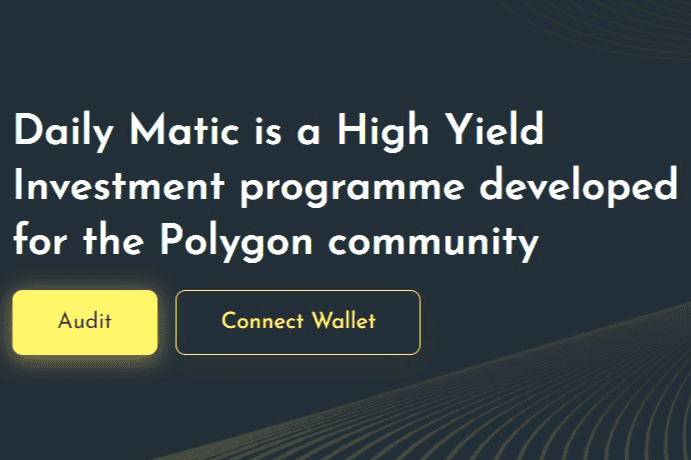 Daily Matic is a High Yield
Investment programme developed
for the Polygon community
Audit
Connect Wallet